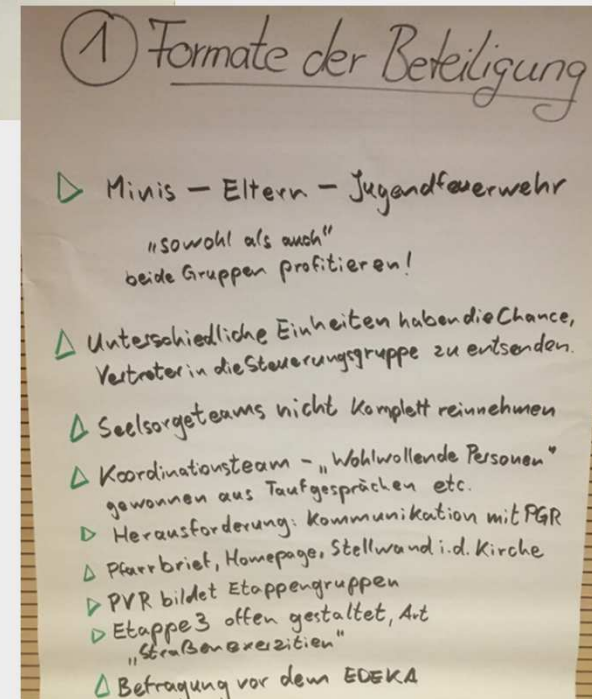 ① Formate der Beteiligung
▷ Minis – Eltern – Jugendfeuerwehr
„sowohl als auch"
beide Gruppen profitieren!
△ Unterschiedliche Einheiten haben die Chance,
Vertreter in die Steuerungsgruppe zu entsenden.
△ Seelsorgeteams nicht komplett reinnehmen
△ Koordinationsteam – „Wohlwollende Personen"
gewonnen aus Taufgesprächen etc.
▷ Herausforderung: Kommunikation mit PGR
△ Pfarrbrief, Homepage, Stellwand i.d. Kirche
▷ PVR bildet Etappengruppen
▷ Etappe 3 offen gestaltet, Art
„Straßenexerzitien"
△ Befragung vor dem EDEKA